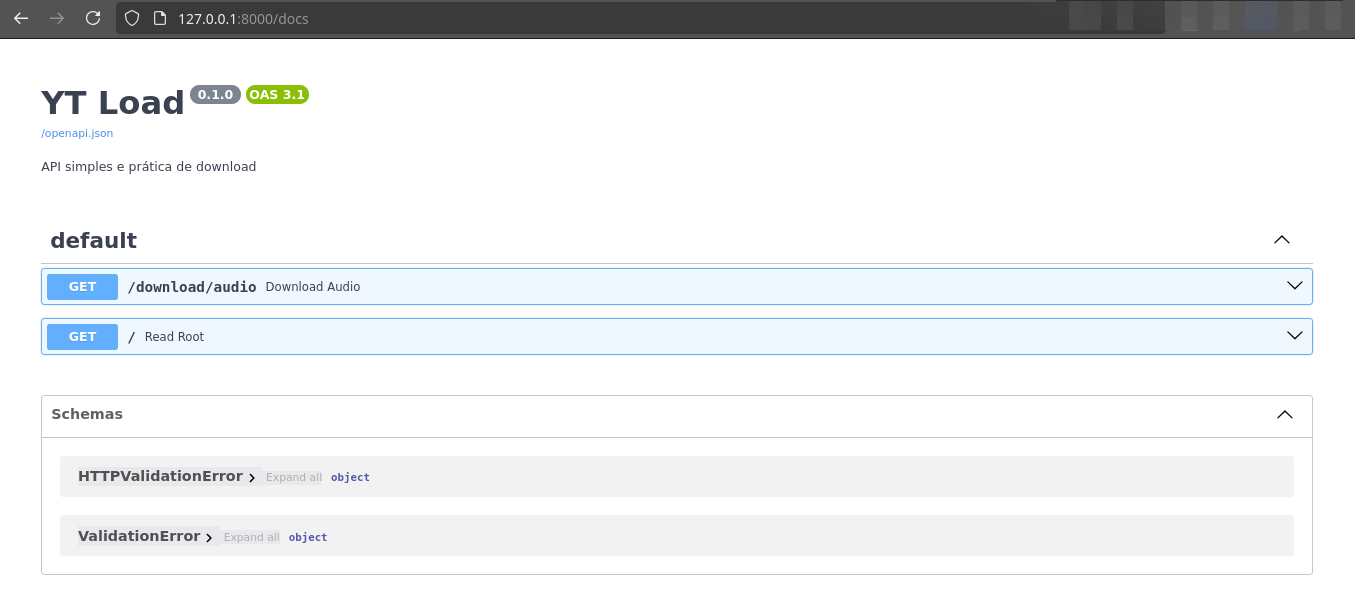 127.0.0.1:8000/docs
YT Load 0.1.0 OAS 3.1
/openapi.json
API simples e prática de download
default
GET /download/audio Download Audio
GET / Read Root
Schemas
HTTPValidationError Expand all object
ValidationError Expand all object